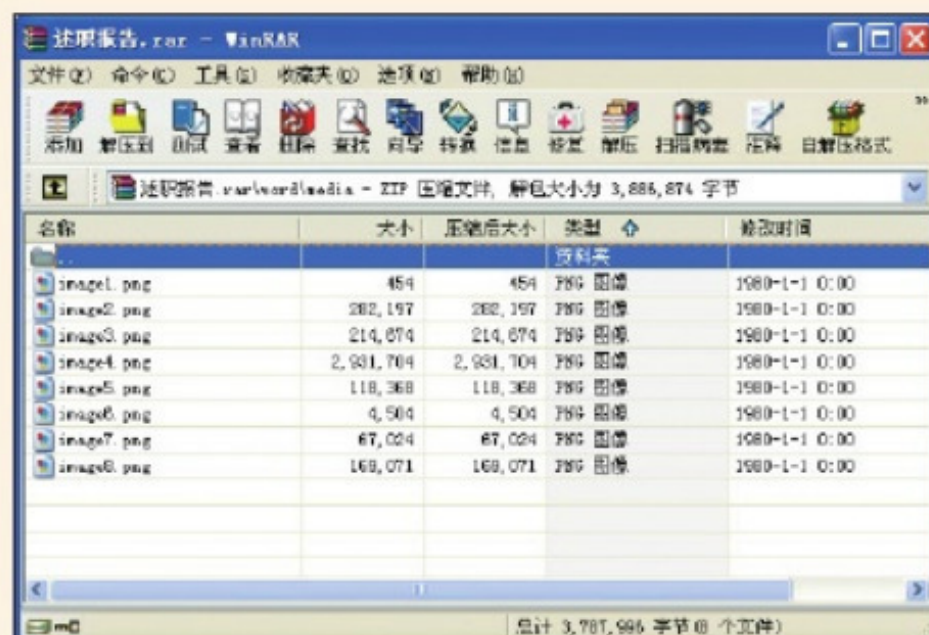 述职报告.rar - WinRAR
文件(F) 命令(C) 工具(S) 收藏夹(O) 选项(N) 帮助(H)
添加 解压到 测试 查看 删除 查找 向导 转换 信息 修复 解压 扫描病毒 注释 自解压格式
述职报告.rar\word\media - ZIP 压缩文件, 解包大小为 3,886,874 字节
名称 大小 压缩后大小 类型 修改时间
.. 资料夹
image1.png 454 454 PNG 图像 1980-1-1 0:00
image2.png 282,197 282,197 PNG 图像 1980-1-1 0:00
image3.png 214,674 214,674 PNG 图像 1980-1-1 0:00
image4.png 2,931,704 2,931,704 PNG 图像 1980-1-1 0:00
image5.png 118,368 118,368 PNG 图像 1980-1-1 0:00
image6.png 4,504 4,504 PNG 图像 1980-1-1 0:00
image7.png 67,024 67,024 PNG 图像 1980-1-1 0:00
image8.png 169,071 169,071 PNG 图像 1980-1-1 0:00
总计 3,787,996 字节(8 个文件)